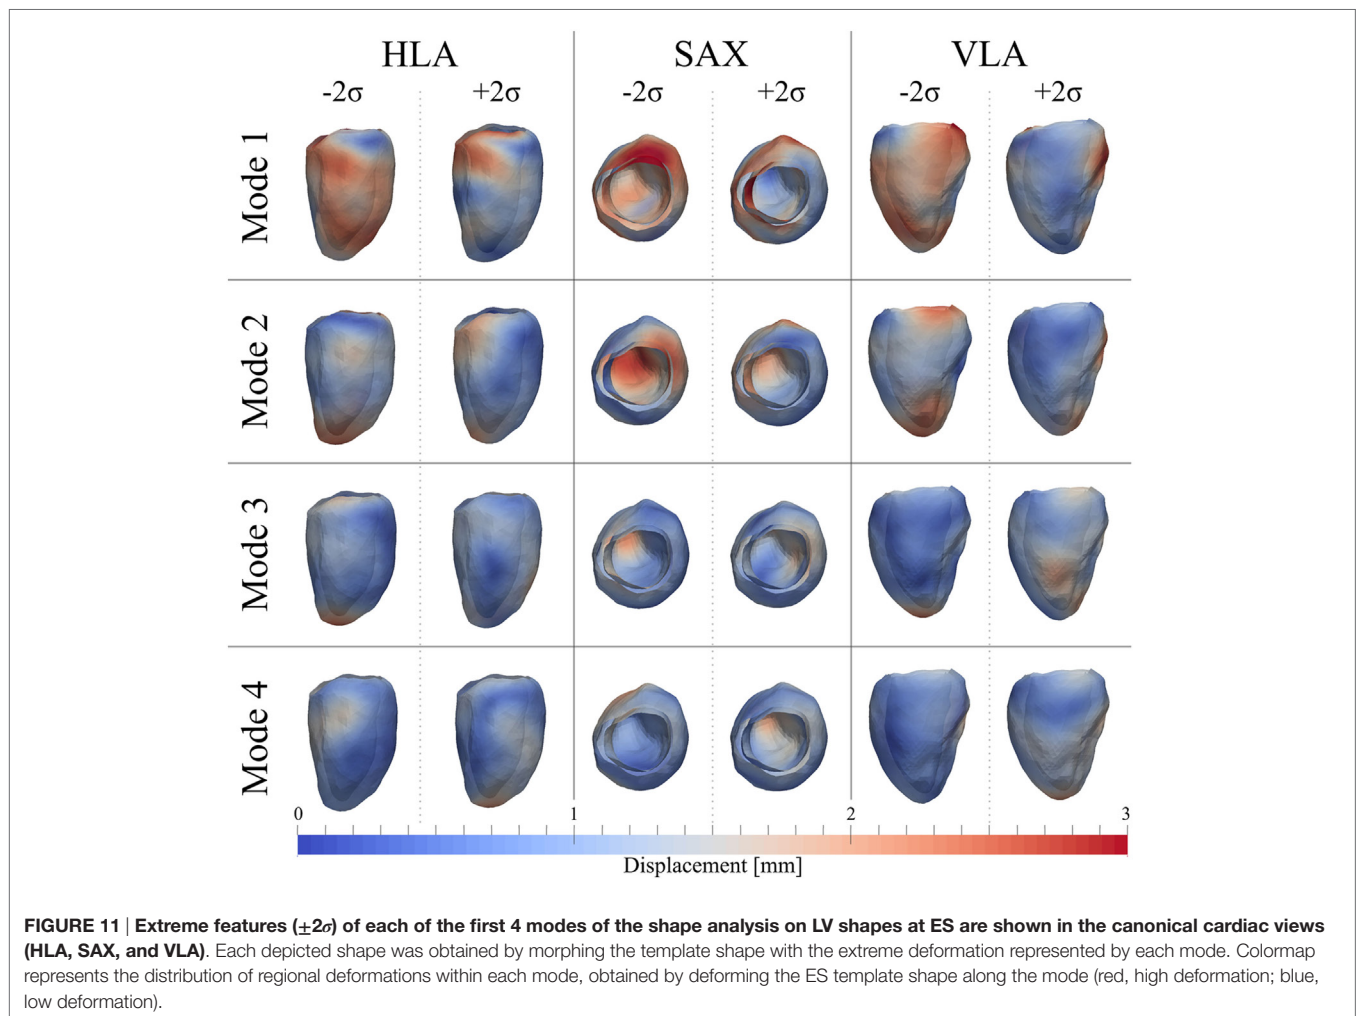 HLA SAX VLA
-2σ +2σ -2σ +2σ -2σ +2σ
Mode 1
Mode 2
Mode 3
Mode 4
0 1 2 3
Displacement [mm]
FIGURE 11 | Extreme features (±2σ) of each of the first 4 modes of the shape analysis on LV shapes at ES are shown in the canonical cardiac views
(HLA, SAX, and VLA). Each depicted shape was obtained by morphing the template shape with the extreme deformation represented by each mode. Colormap
represents the distribution of regional deformations within each mode, obtained by deforming the ES template shape along the mode (red, high deformation; blue,
low deformation).